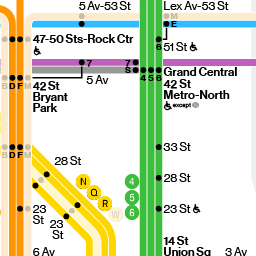 5 Av-53 St
Lex Av-53 St
M
E
B D F M
47-50 Sts-Rock Ctr
6
51 St
7
7
S
4 5 6
5 Av
Grand Central
42 St
Metro-North
except S
42 St
Bryant
Park
B D F M
33 St
28 St
N
Q
R
W
4
5
6
28 St
23 St
23
St
23
St
14 St
Union Sq
6 Av
3 Av